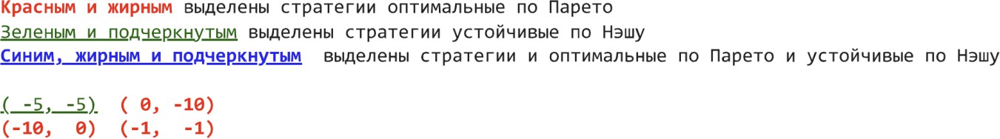 Красным и жирным выделены стратегии оптимальные по Парето
Зеленым и подчеркнутым выделены стратегии устойчивые по Нэшу
Синим, жирным и подчеркнутым  выделены стратегии и оптимальные по Парето и устойчивые по Нэшу
( -5, -5)  ( 0, -10)
(-10,  0)  (-1,  -1)